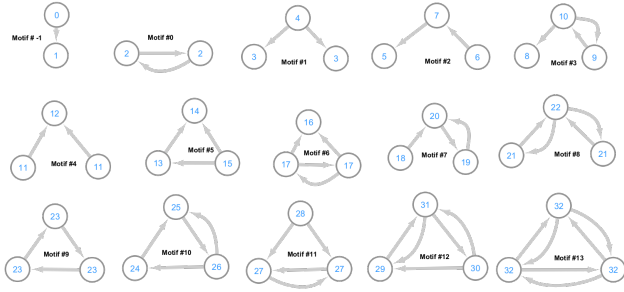 0
Motif # -1
1
Motif #0
2 2
4
3 3
Motif #1
7
5 6
Motif #2
10
8 9
Motif #3
12
11 11
Motif #4
14
Motif #5
13 15
16
Motif #6
17 17
20
Motif #7
18 19
22
Motif #8
21 21
23
Motif #9
23 23
25
Motif #10
24 26
28
Motif #11
27 27
31
Motif #12
29 30
32
Motif #13
32 32